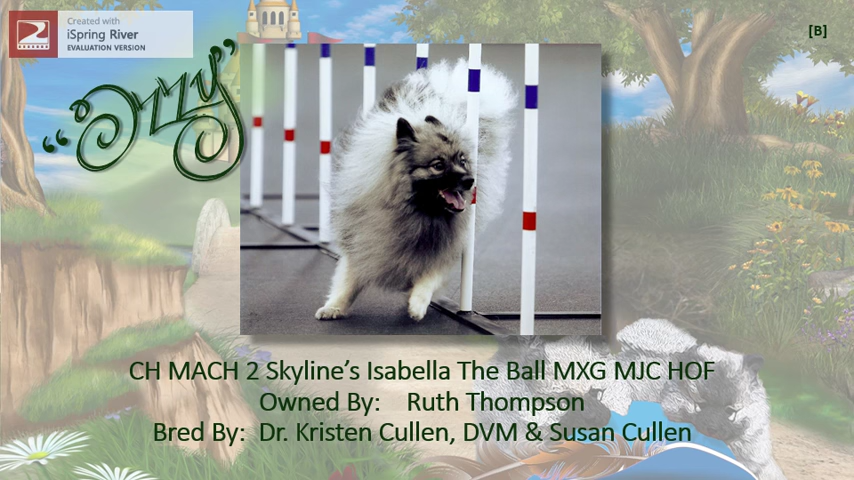 Created with
iSpring River
EVALUATION VERSION
[B]
"Ozzy"
CH MACH 2 Skyline's Isabella The Ball MXG MJC HOF
Owned By: Ruth Thompson
Bred By: Dr. Kristen Cullen, DVM & Susan Cullen